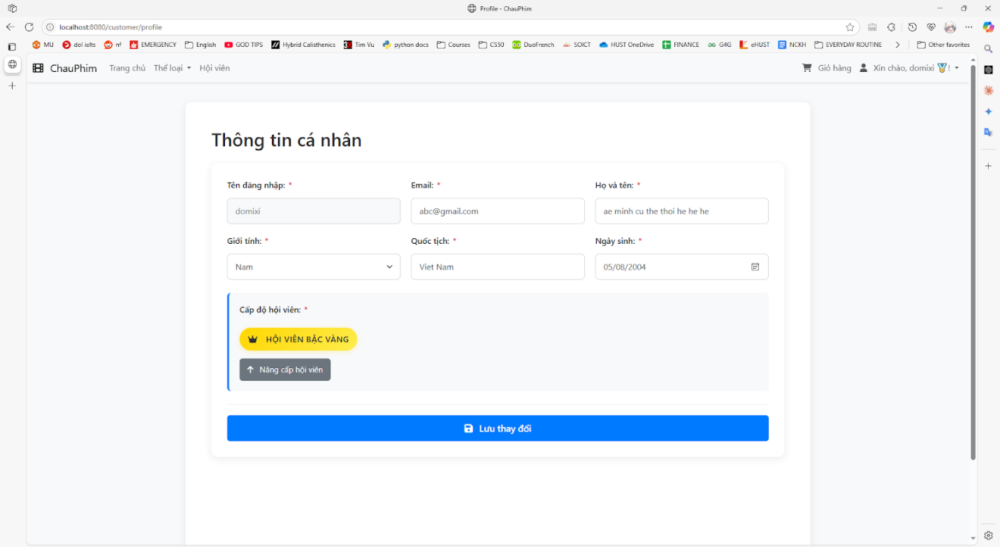 Profile - ChauPhim
localhost:8080/customer/profile
MU dol ielts nf EMERGENCY English GOD TIPS Hybrid Calisthenics Tim Vu python docs Courses CS50 DuoFrench SOICT HUST OneDrive FINANCE G4G eHUST NCKH EVERYDAY ROUTINE Other favorites
ChauPhim Trang chủ Thể loại Hội viên Giỏ hàng Xin chào, domixi 🏅!
Thông tin cá nhân
Tên đăng nhập: * Email: * Họ và tên: *
domixi abc@gmail.com ae minh cu the thoi he he he
Giới tính: * Quốc tịch: * Ngày sinh: *
Nam Viet Nam 05/08/2004
Cấp độ hội viên: *
HỘI VIÊN BẬC VÀNG
Nâng cấp hội viên
Lưu thay đổi